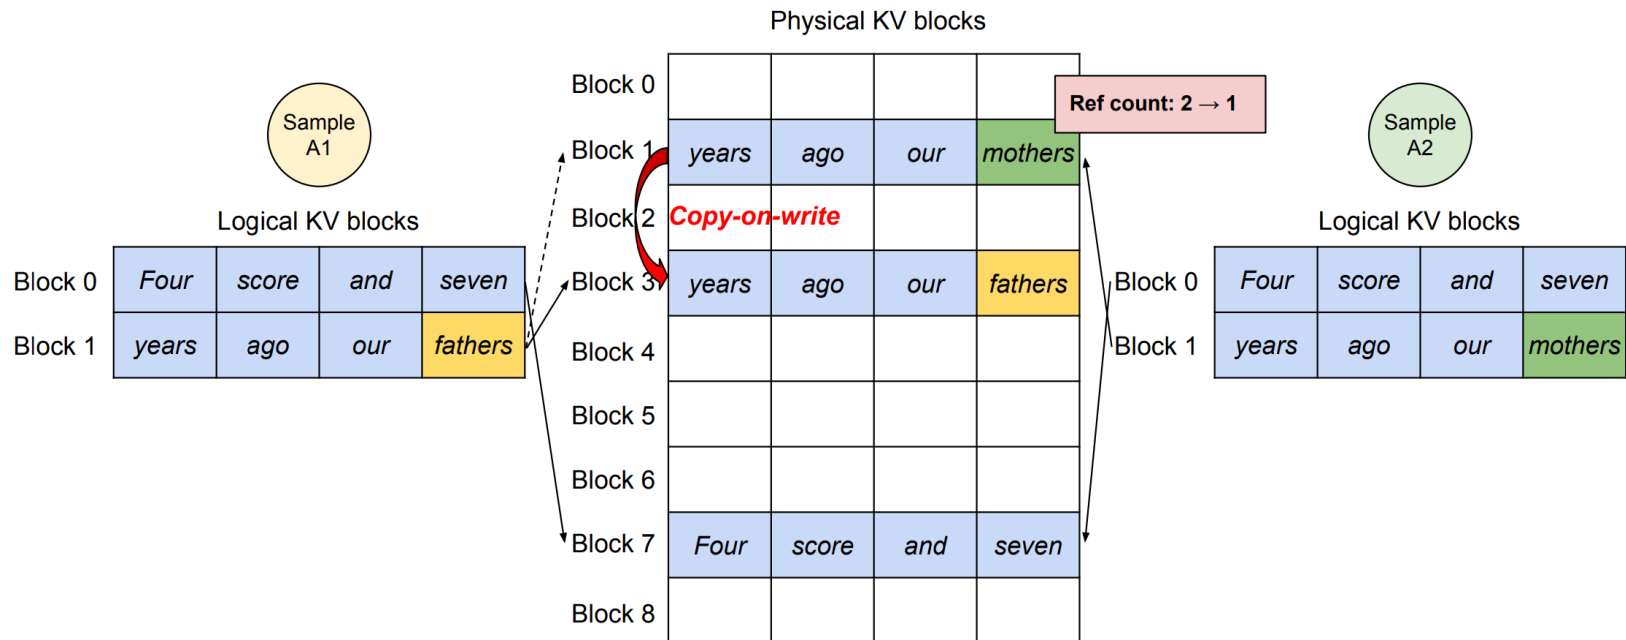 Physical KV blocks
Block 0
Ref count: 2 → 1
Sample
A1
Sample
A2
Block 1
years ago our mothers
Block 2
Copy-on-write
Logical KV blocks
Logical KV blocks
Block 0
Four score and seven
Block 3
years ago our fathers
Block 0
Four score and seven
Block 1
years ago our fathers
Block 4
Block 1
years ago our mothers
Block 5
Block 6
Block 7
Four score and seven
Block 8